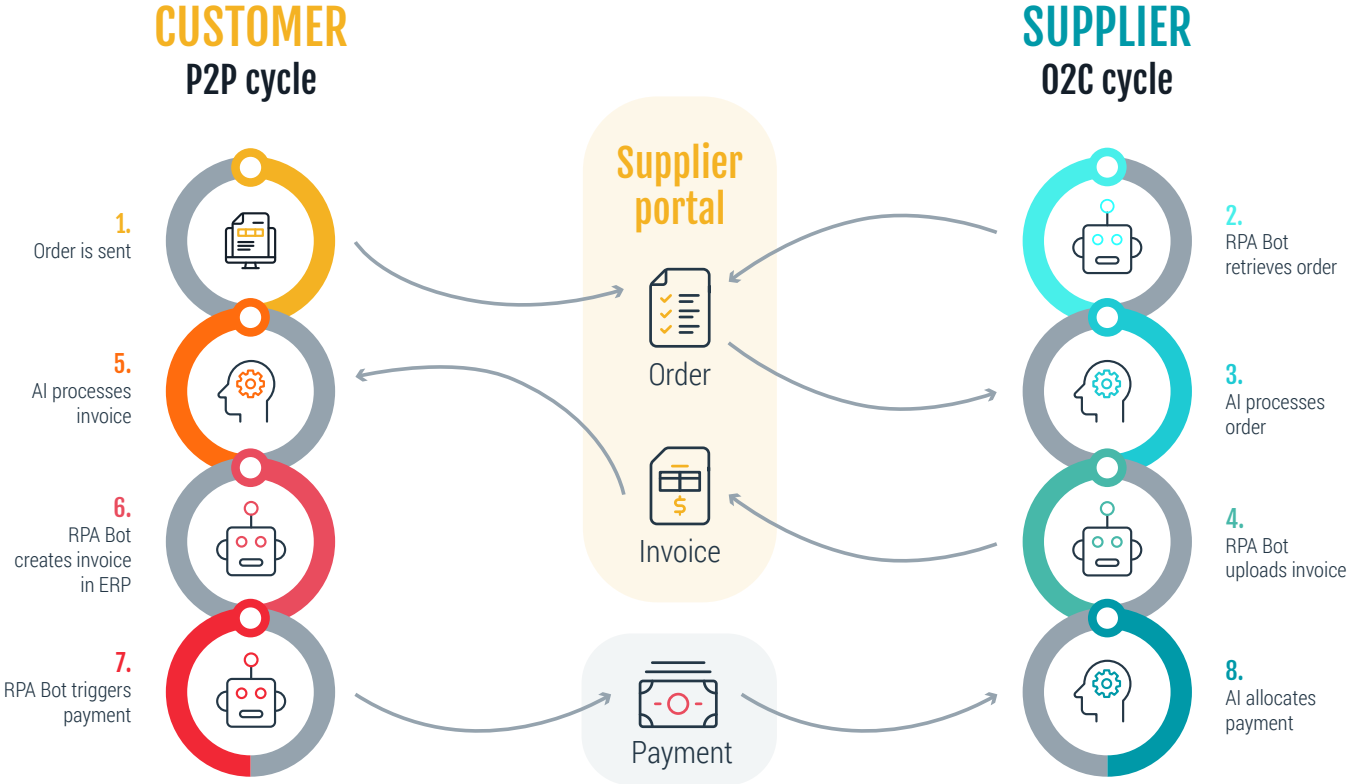 CUSTOMER
P2P cycle
SUPPLIER
O2C cycle
Supplier
portal
1.
Order is sent
2.
RPA Bot
retrieves order
Order
5.
AI processes
invoice
3.
AI processes
order
6.
RPA Bot
creates invoice
in ERP
$
Invoice
4.
RPA Bot
uploads invoice
7.
RPA Bot triggers
payment
Payment
8.
AI allocates
payment